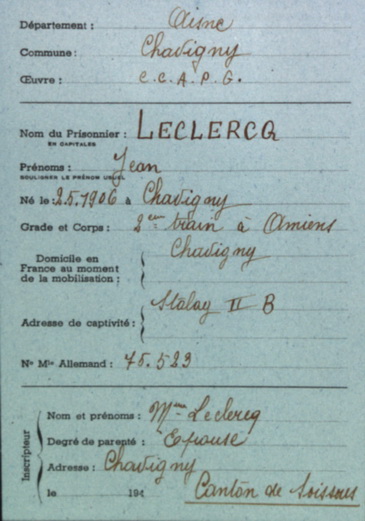 Département : Aisne
Commune : Chavigny
Œuvre : C.C.A.P.G.
Nom du Prisonnier : LECLERCQ
EN CAPITALES
Prénoms : Jean
SOULIGNER LE PRÉNOM USUEL
Né le : 2.5.1906 à Chavigny
Grade et Corps : 2eme train à Amiens
Domicile en Chavigny
France au moment
de la mobilisation :
Stalag II B
Adresse de captivité :
No Mle Allemand : 75.523
Inscripteur
Nom et prénoms : Mme Leclercq
Degré de parenté : Epouse
Adresse : Chavigny
le 194 Canton de Soissons